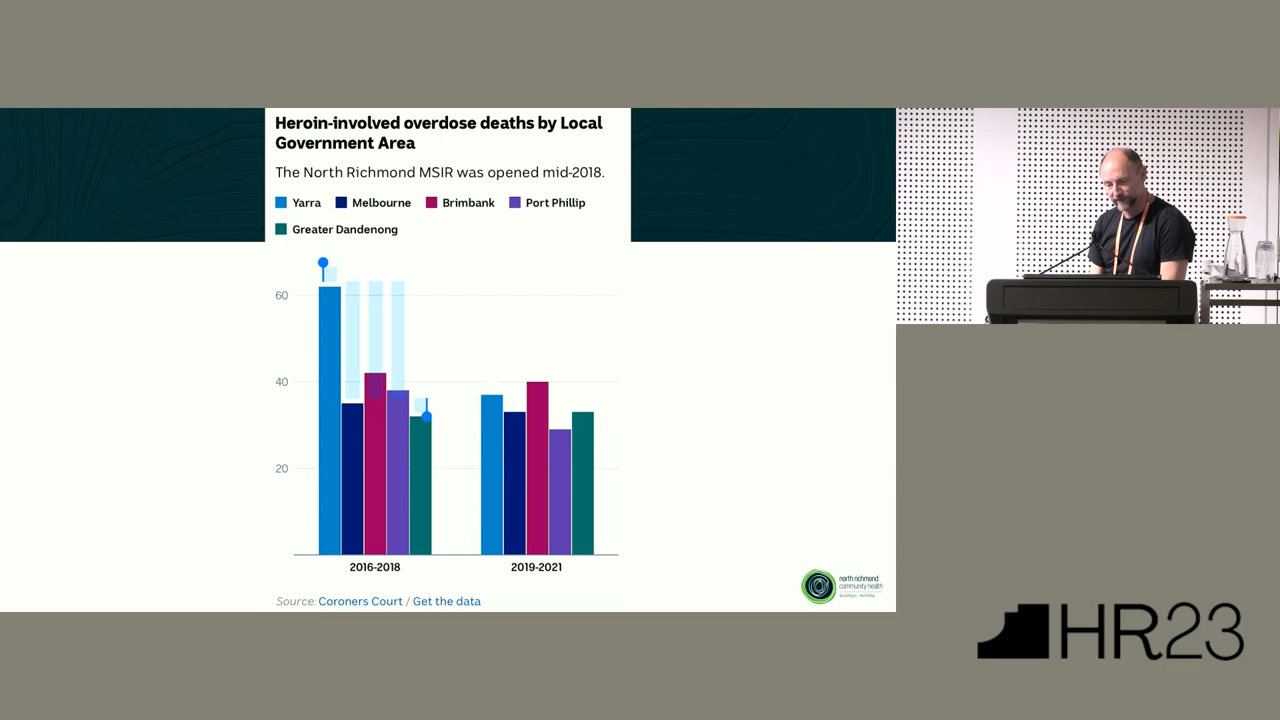 Heroin-involved overdose deaths by Local
Government Area
The North Richmond MSIR was opened mid-2018.
Yarra Melbourne Brimbank Port Phillip
Greater Dandenong
60
40
20
2016-2018 2019-2021
Source: Coroners Court / Get the data
north richmond
community health
HR23